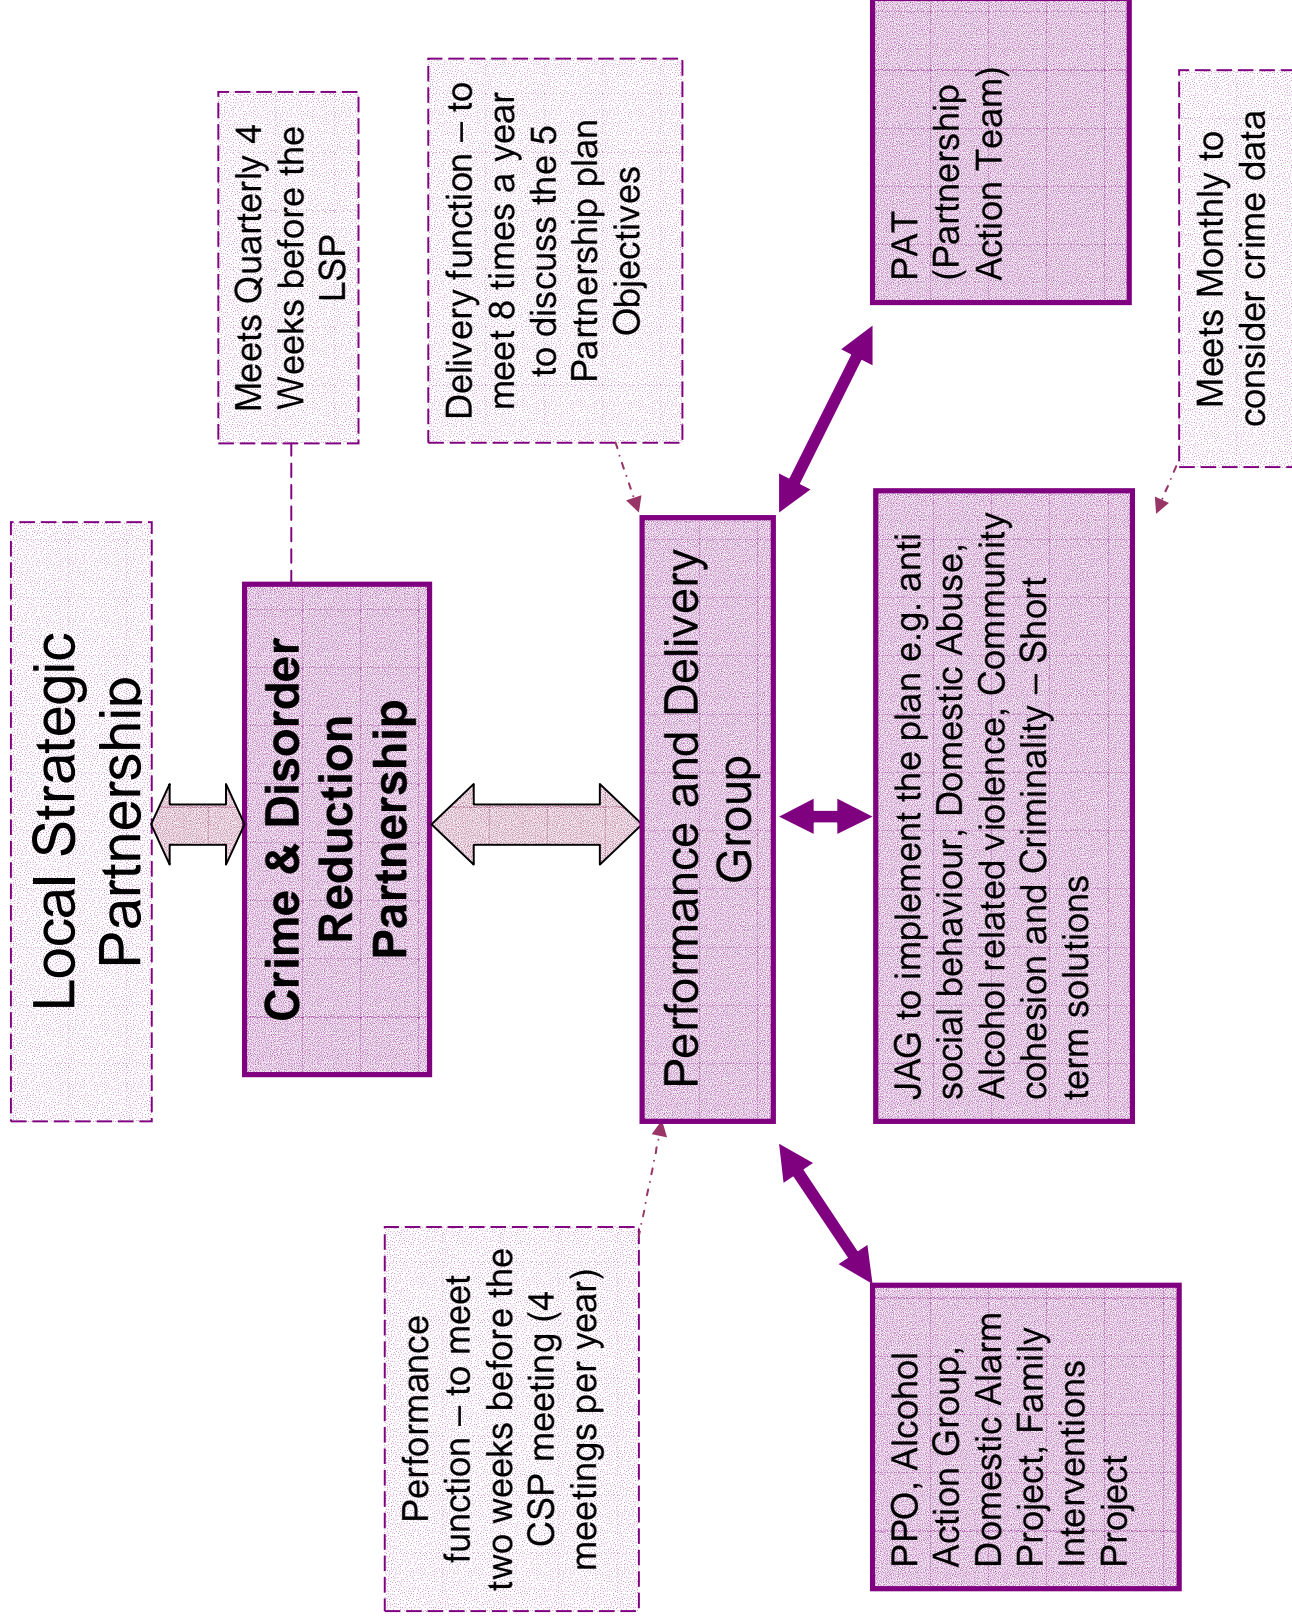 Local Strategic
Partnership
Crime & Disorder
Reduction
Partnership
Meets Quarterly 4
Weeks before the
LSP
Performance
function – to meet
two weeks before the
CSP meeting (4
meetings per year)
Delivery function – to
meet 8 times a year
to discuss the 5
Partnership plan
Objectives
Performance and Delivery
Group
PPO, Alcohol
Action Group,
Domestic Alarm
Project, Family
Interventions
Project
JAG to implement the plan e.g. anti
social behaviour, Domestic Abuse,
Alcohol related violence, Community
cohesion and Criminality – Short
term solutions
PAT
(Partnership
Action Team)
Meets Monthly to
consider crime data